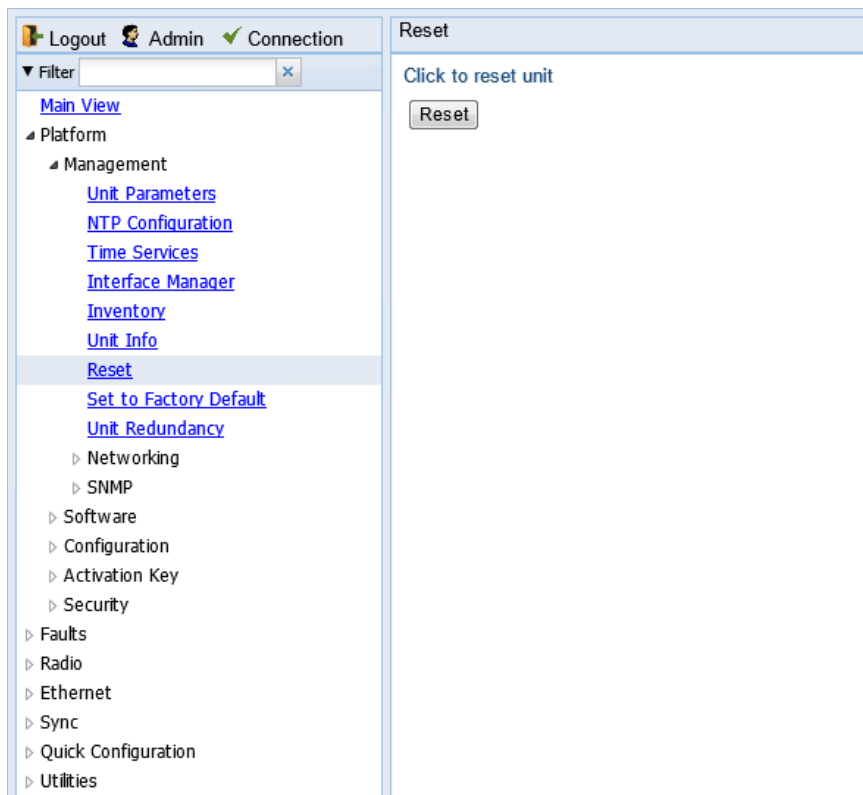 Logout Admin Connection
Filter
Main View
Platform
Management
Unit Parameters
NTP Configuration
Time Services
Interface Manager
Inventory
Unit Info
Reset
Set to Factory Default
Unit Redundancy
Networking
SNMP
Software
Configuration
Activation Key
Security
Faults
Radio
Ethernet
Sync
Quick Configuration
Utilities
Reset
Click to reset unit
Reset